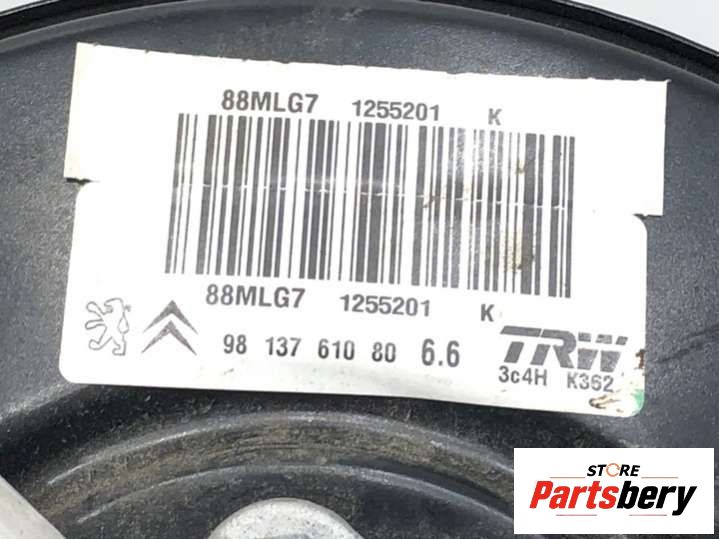 88MLG7 1255201 K
88MLG7 1255201 K
98 137 610 80 6.6 TRW
3c4H K362
STORE
Partsbery